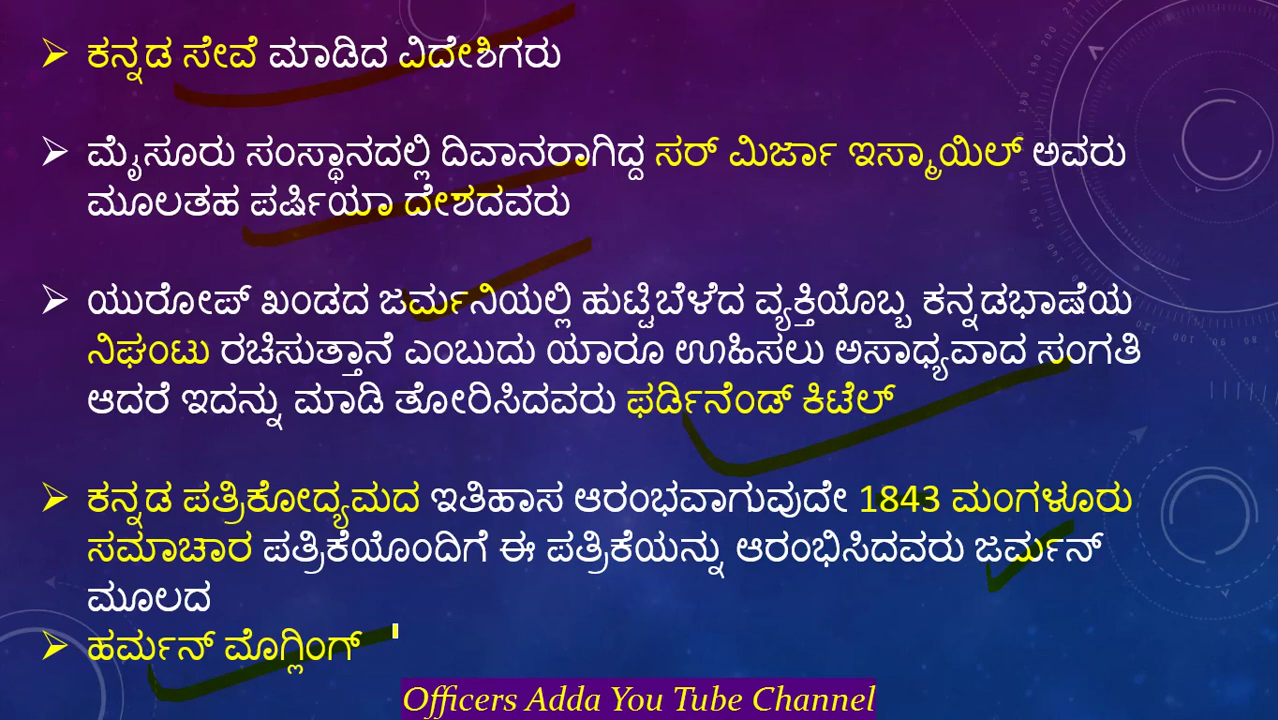 ಕನ್ನಡ ಸೇವೆ ಮಾಡಿದ ವಿದೇಶಿಗರು
ಮೈಸೂರು ಸಂಸ್ಥಾನದಲ್ಲಿ ದಿವಾನರಾಗಿದ್ದ ಸರ್ ಮಿರ್ಜಾ ಇಸ್ಮಾಯಿಲ್ ಅವರು
ಮೂಲತಹ ಪರ್ಷಿಯಾ ದೇಶದವರು
ಯುರೋಪ್ ಖಂಡದ ಜರ್ಮನಿಯಲ್ಲಿ ಹುಟ್ಟಿಬೆಳೆದ ವ್ಯಕ್ತಿಯೊಬ್ಬ ಕನ್ನಡಭಾಷೆಯ
ನಿಘಂಟು ರಚಿಸುತ್ತಾನೆ ಎಂಬುದು ಯಾರೂ ಊಹಿಸಲು ಅಸಾಧ್ಯವಾದ ಸಂಗತಿ
ಆದರೆ ಇದನ್ನು ಮಾಡಿ ತೋರಿಸಿದವರು ಫರ್ಡಿನೆಂಡ್ ಕಿಟೆಲ್
ಕನ್ನಡ ಪತ್ರಿಕೋದ್ಯಮದ ಇತಿಹಾಸ ಆರಂಭವಾಗುವುದೇ 1843 ಮಂಗಳೂರು
ಸಮಾಚಾರ ಪತ್ರಿಕೆಯೊಂದಿಗೆ ಈ ಪತ್ರಿಕೆಯನ್ನು ಆರಂಭಿಸಿದವರು ಜರ್ಮನ್
ಮೂಲದ
ಹರ್ಮನ್ ಮೊಗ್ಲಿಂಗ್ '
Officers Adda You Tube Channel